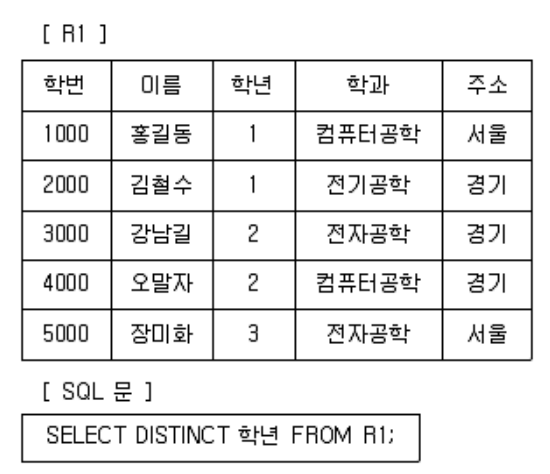 [ R1 ]
학번 이름 학년 학과 주소
1000 홍길동 1 컴퓨터공학 서울
2000 김철수 1 전기공학 경기
3000 강남길 2 전자공학 경기
4000 오말자 2 컴퓨터공학 경기
5000 장미화 3 전자공학 서울
[ SQL 문 ]
SELECT DISTINCT 학년 FROM R1;